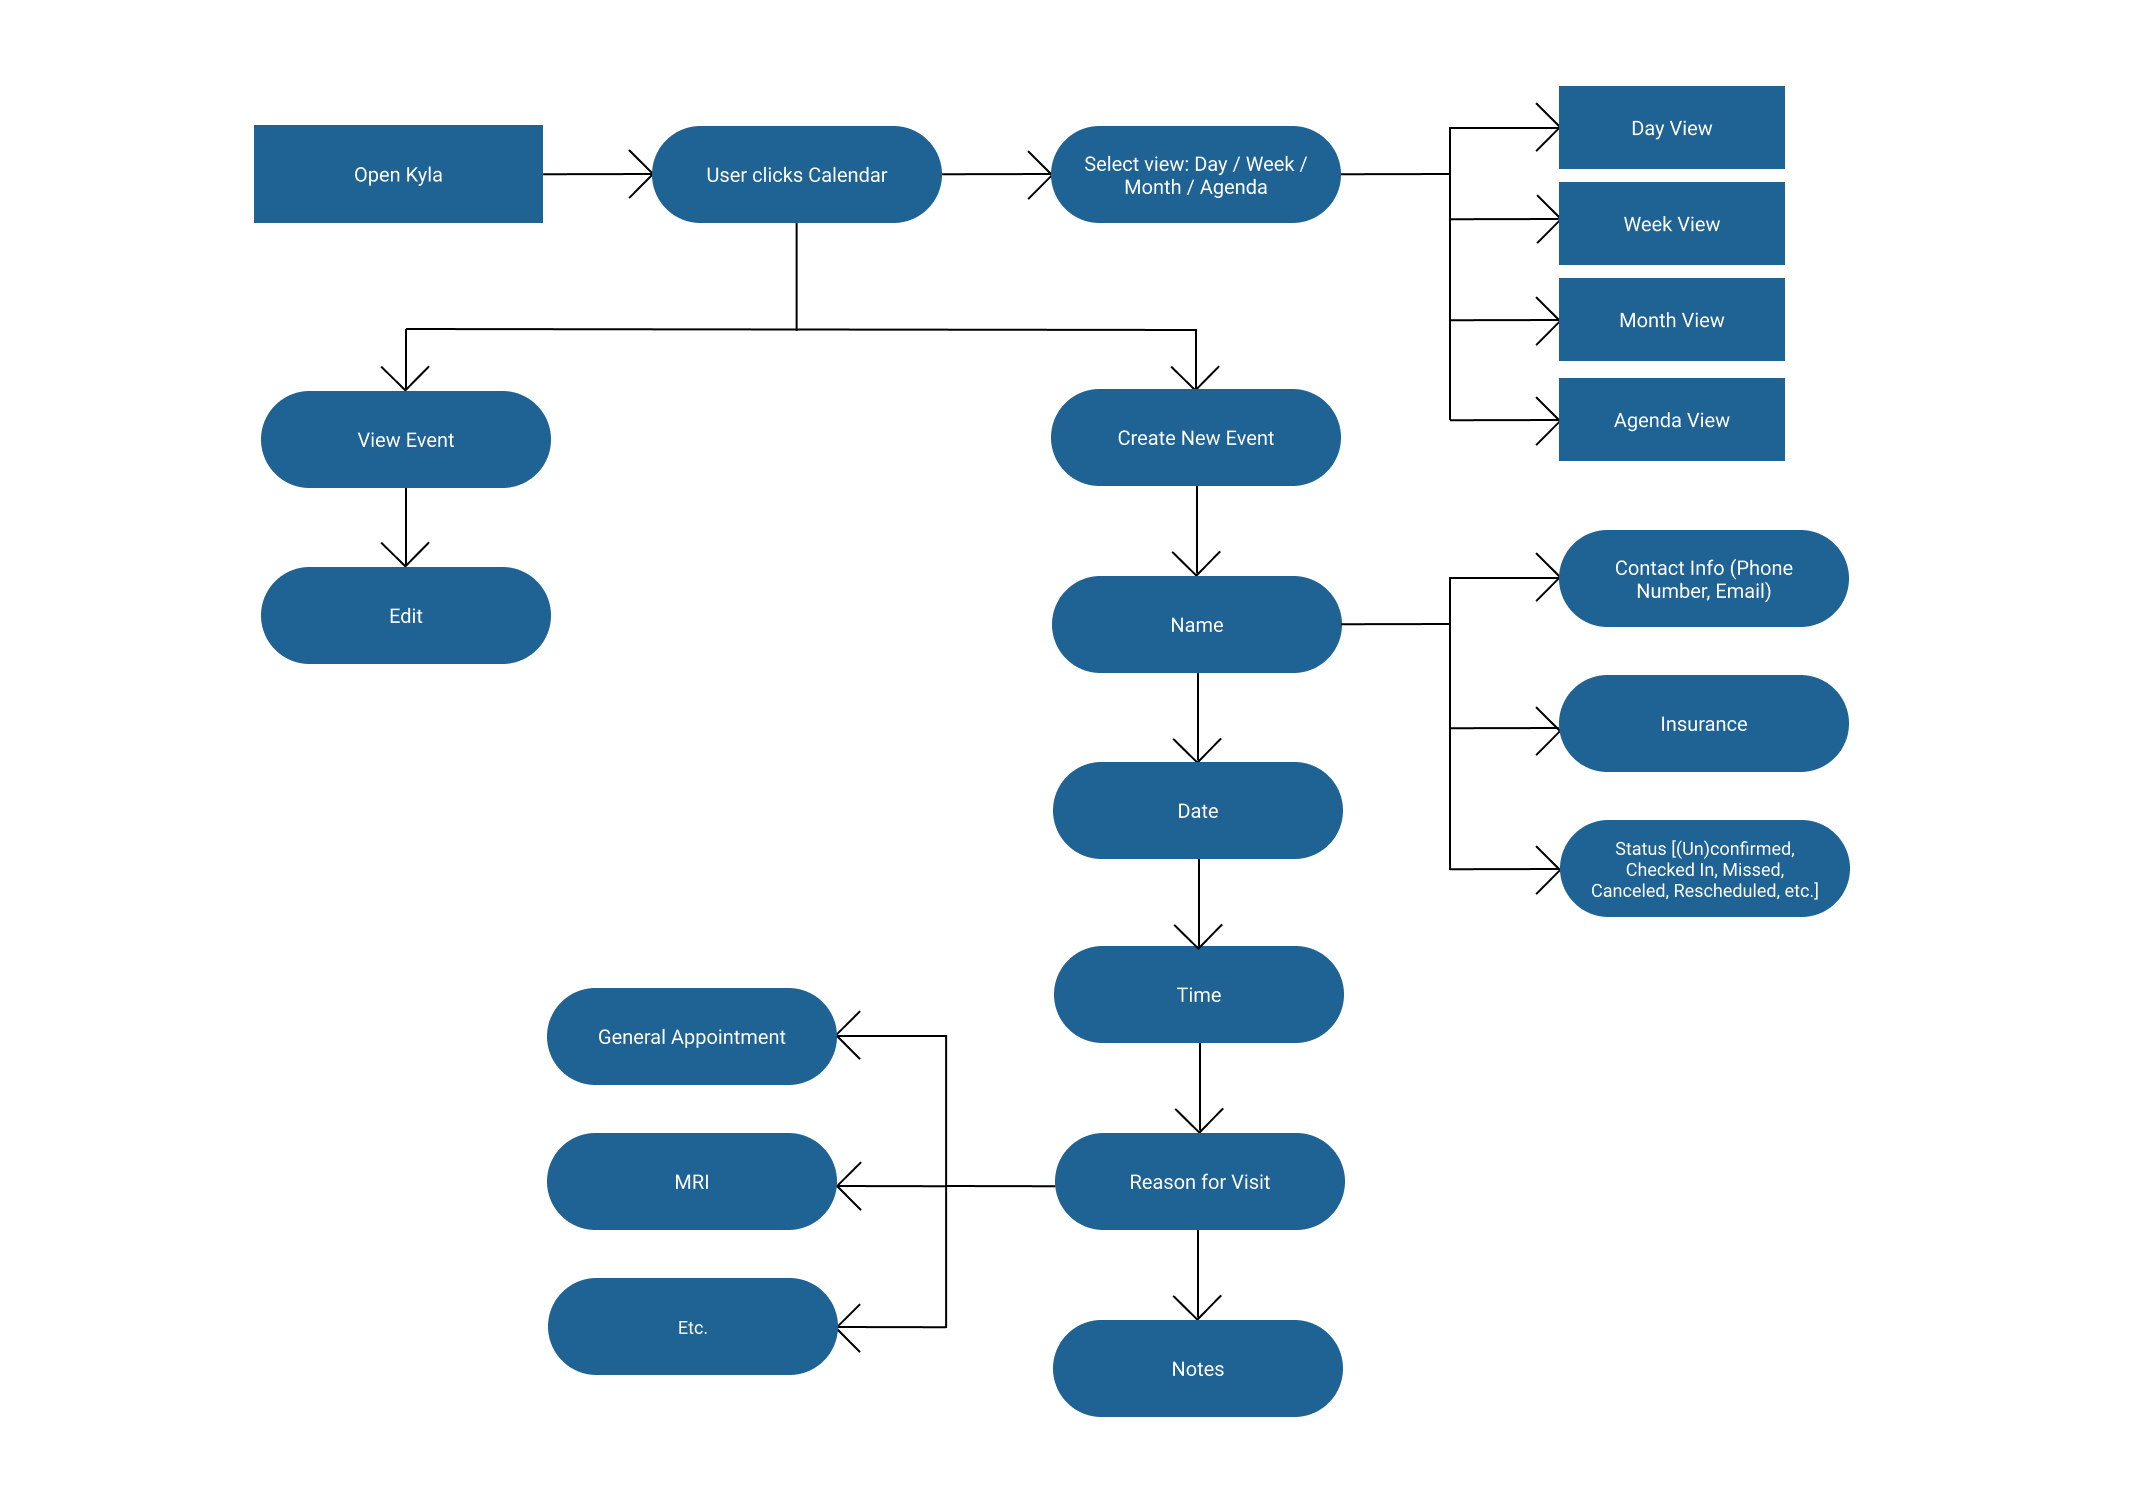 Open Kyla
User clicks Calendar
Select view: Day / Week /
Month / Agenda
Day View
Week View
Month View
Agenda View
View Event
Edit
Create New Event
Name
Contact Info (Phone
Number, Email)
Insurance
Status [(Un)confirmed,
Checked In, Missed,
Canceled, Rescheduled, etc.]
Date
Time
Reason for Visit
General Appointment
MRI
Etc.
Notes